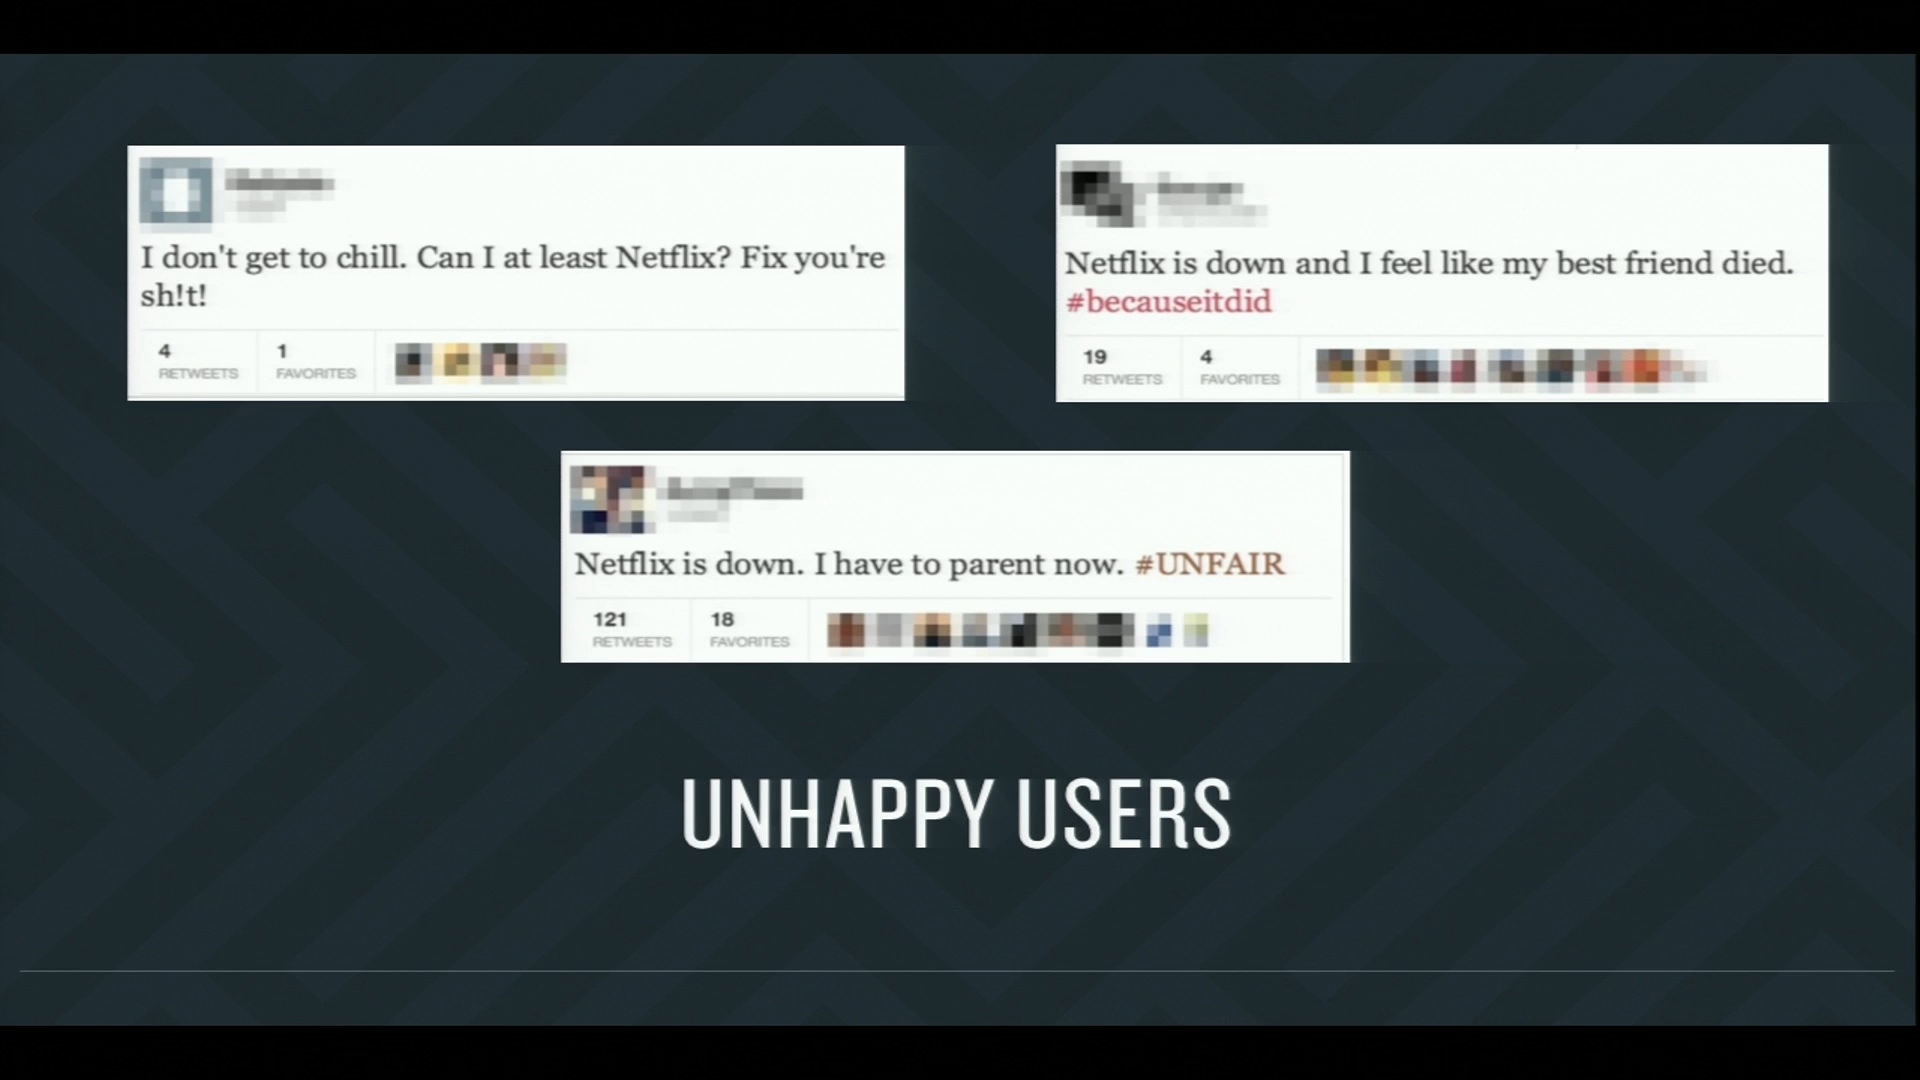 I don't get to chill. Can I at least Netflix? Fix you're
sh!t!
4
RETWEETS
1
FAVORITES
Netflix is down and I feel like my best friend died.
#becauseitdid
19
RETWEETS
4
FAVORITES
Netflix is down. I have to parent now. #UNFAIR
121
RETWEETS
18
FAVORITES
UNHAPPY USERS